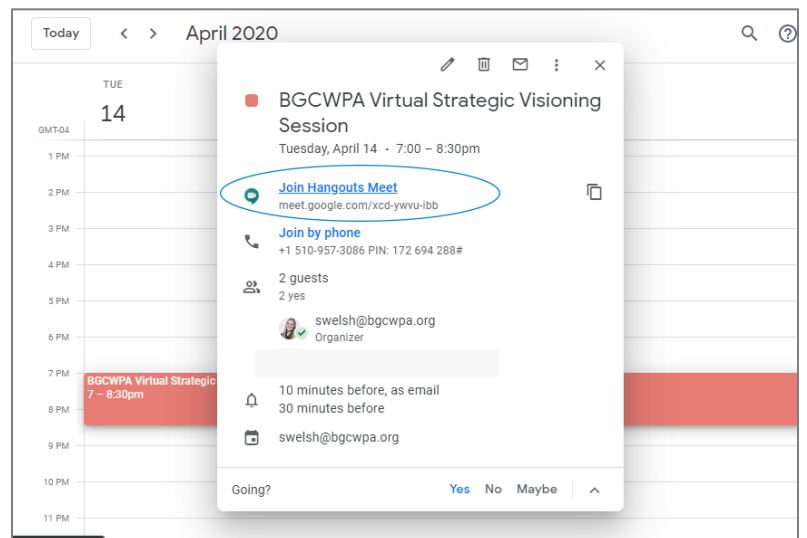 Today
April 2020
TUE
14
GMT-04
1 PM
2 PM
3 PM
4 PM
5 PM
6 PM
7 PM
8 PM
9 PM
10 PM
11 PM
BGCWPA Virtual Strategic
7 – 8:30pm
BGCWPA Virtual Strategic Visioning
Session
Tuesday, April 14 • 7:00 – 8:30pm
Join Hangouts Meet
meet.google.com/xcd-ywvu-ibb
Join by phone
+1 510-957-3086 PIN: 172 694 288#
2 guests
2 yes
swelsh@bgcwpa.org
Organizer
10 minutes before, as email
30 minutes before
swelsh@bgcwpa.org
Going?
Yes No Maybe